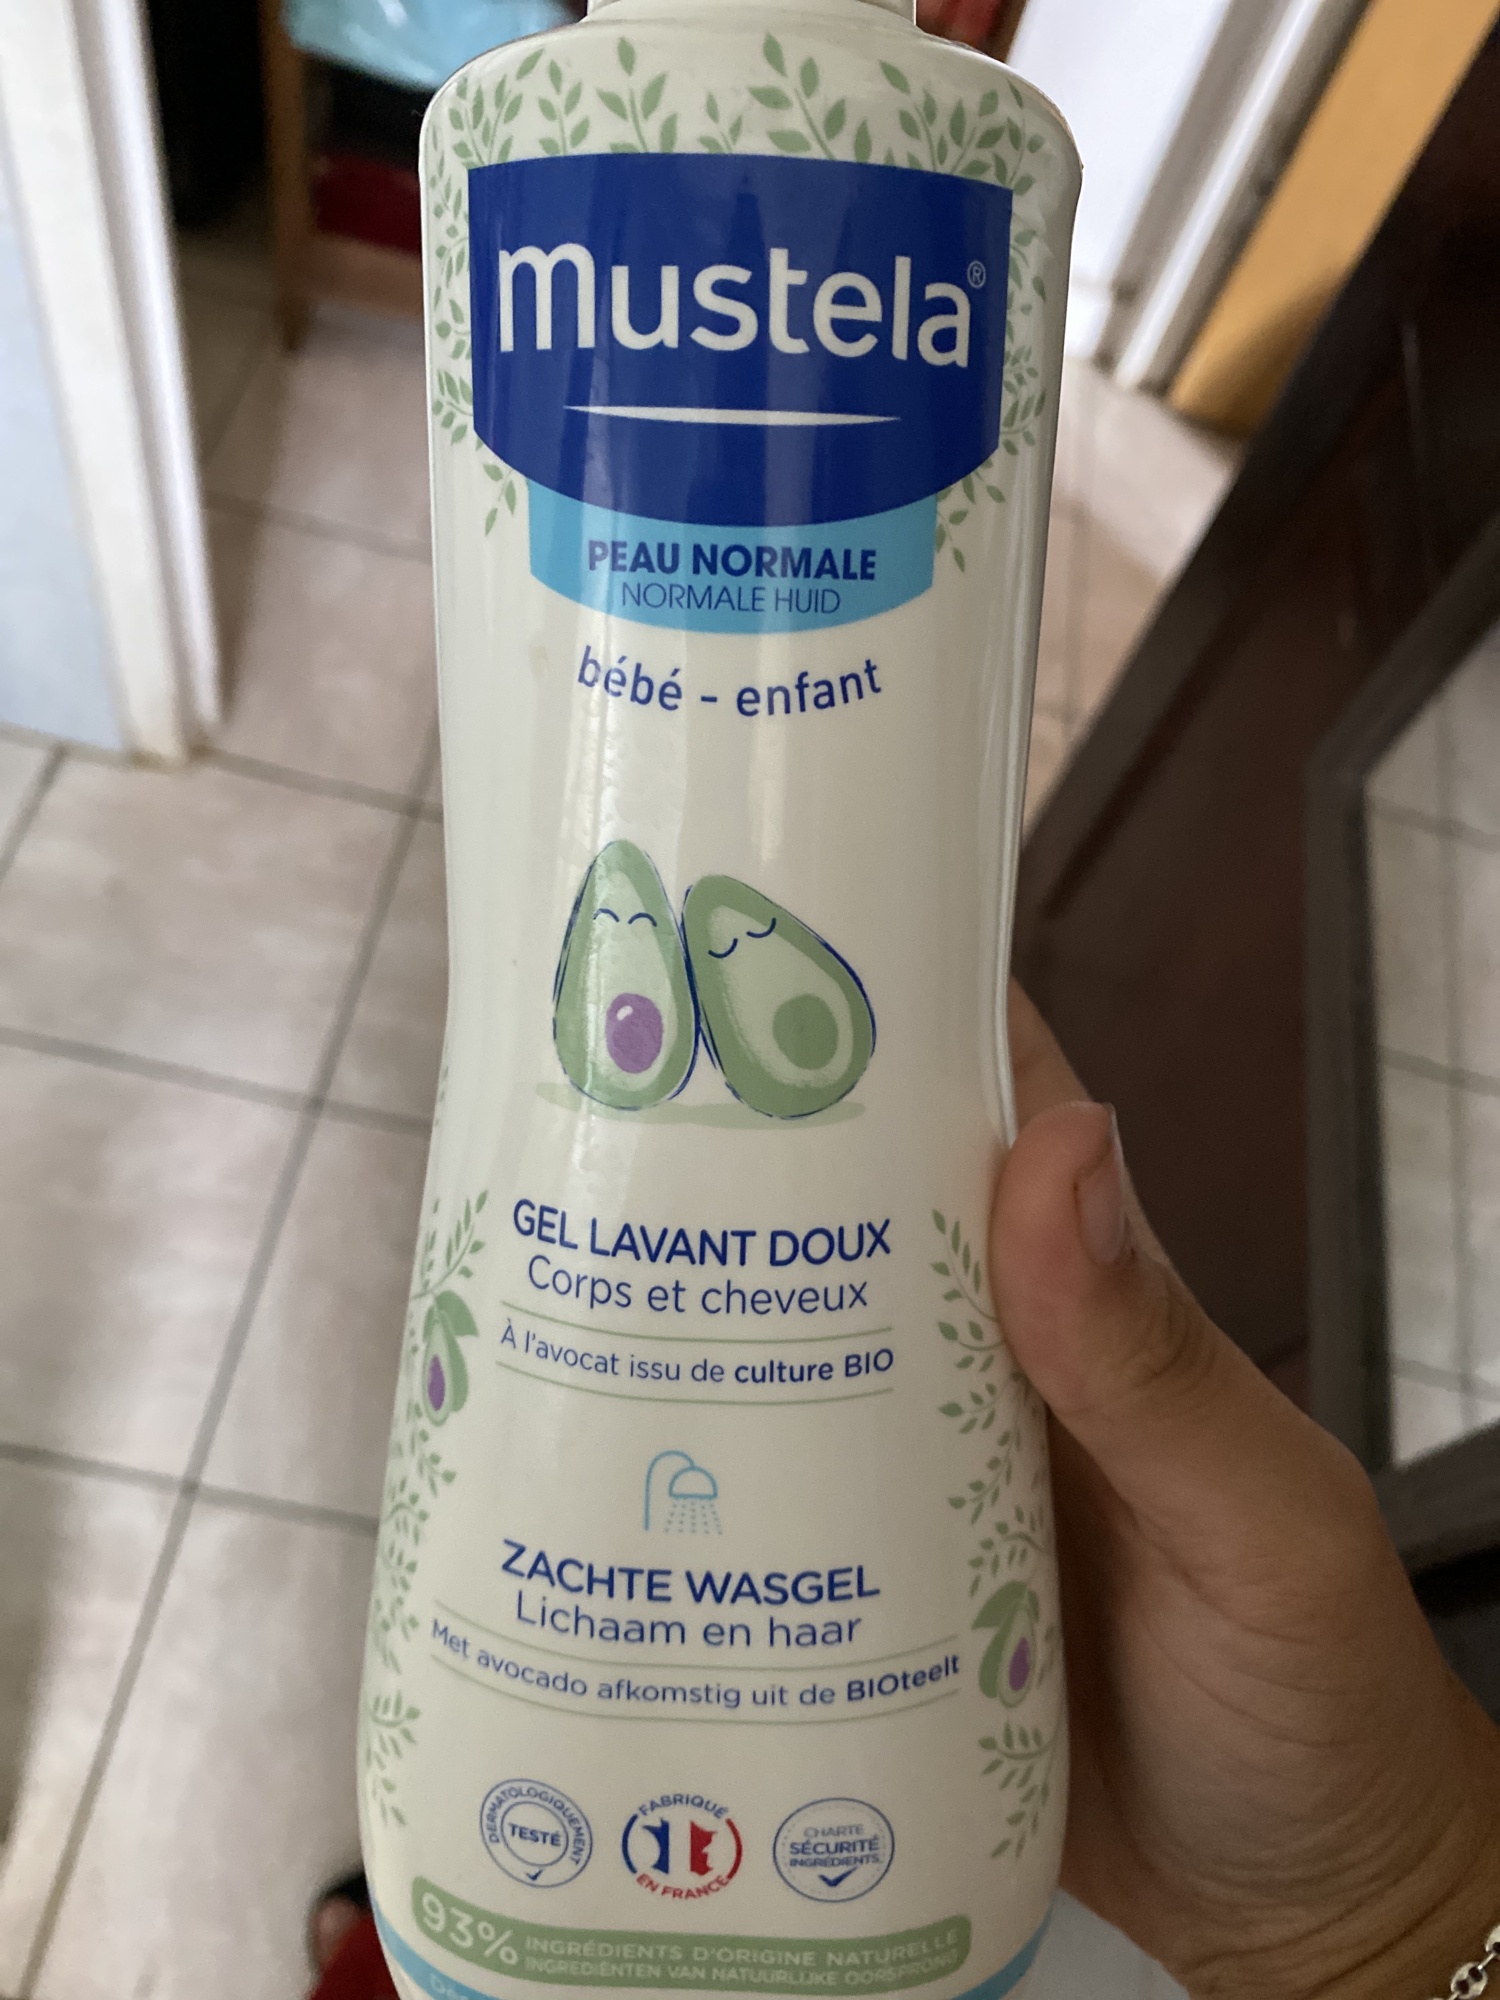 mustela®
PEAU NORMALE
NORMALE HUID
bébé - enfant
GEL LAVANT DOUX
Corps et cheveux
À l'avocat issu de culture BIO
ZACHTE WASGEL
Lichaam en haar
Met avocado afkomstig uit de BIOteelt
DERMATOLOGIQUEMENT
TESTÉ
FABRIQUÉ
EN FRANCE
CHARTE
SÉCURITÉ
INGRÉDIENTS
93% INGRÉDIENTS D'ORIGINE NATURELLE
INGREDIËNTEN VAN NATUURLIJKE OORSPRONG